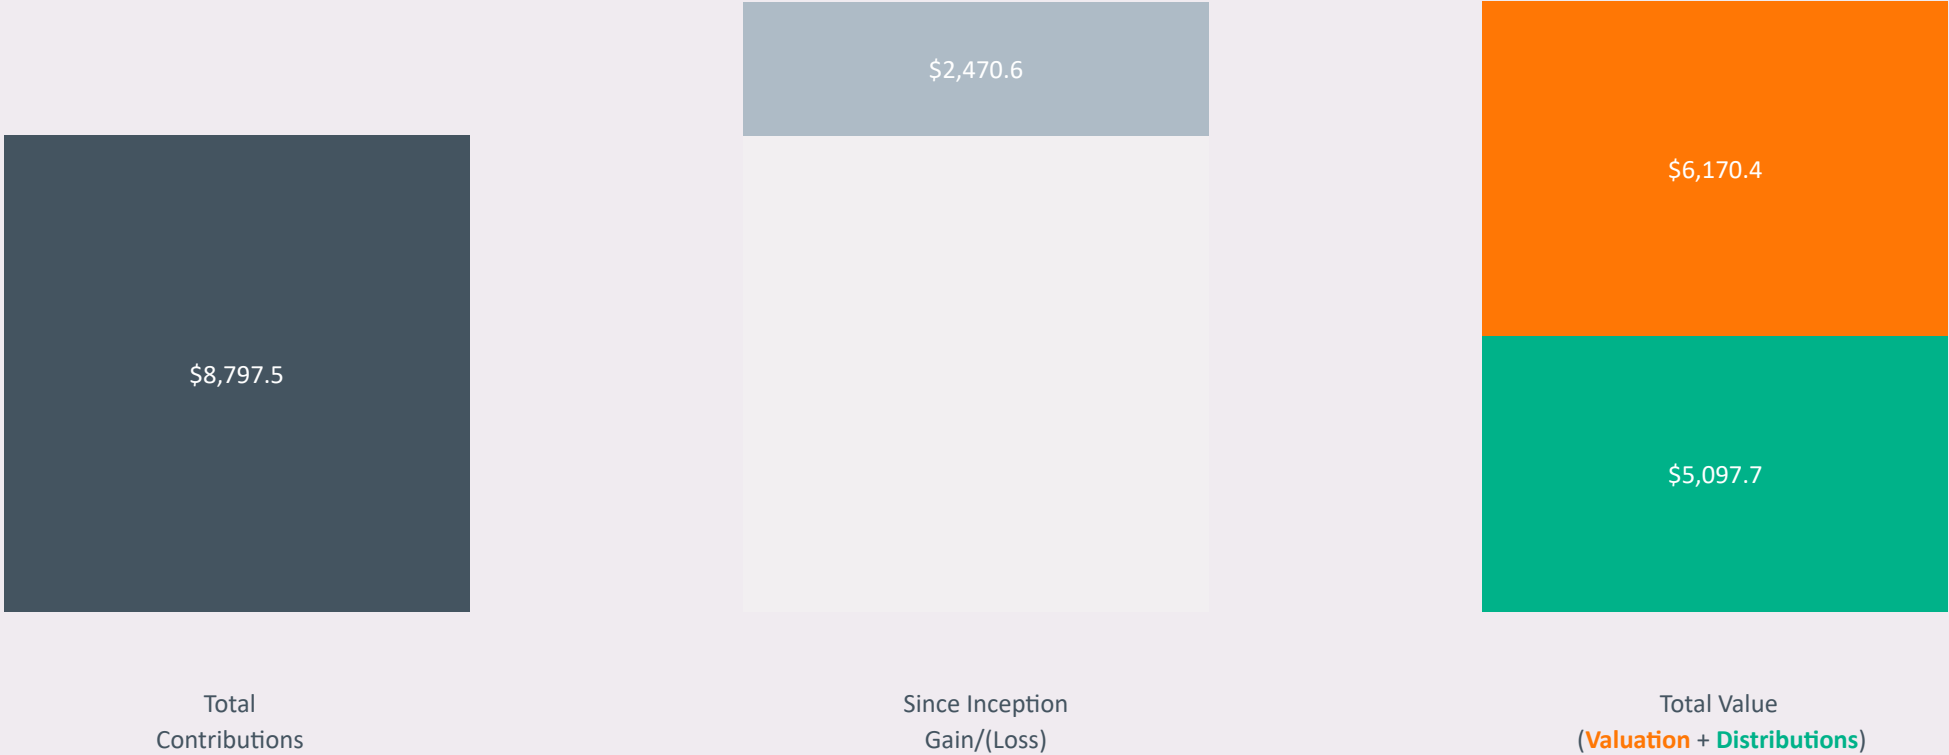 $2,470.6
$6,170.4
$8,797.5
$5,097.7
Total
Contributions
Since Inception
Gain/(Loss)
Total Value
(Valuation + Distributions)